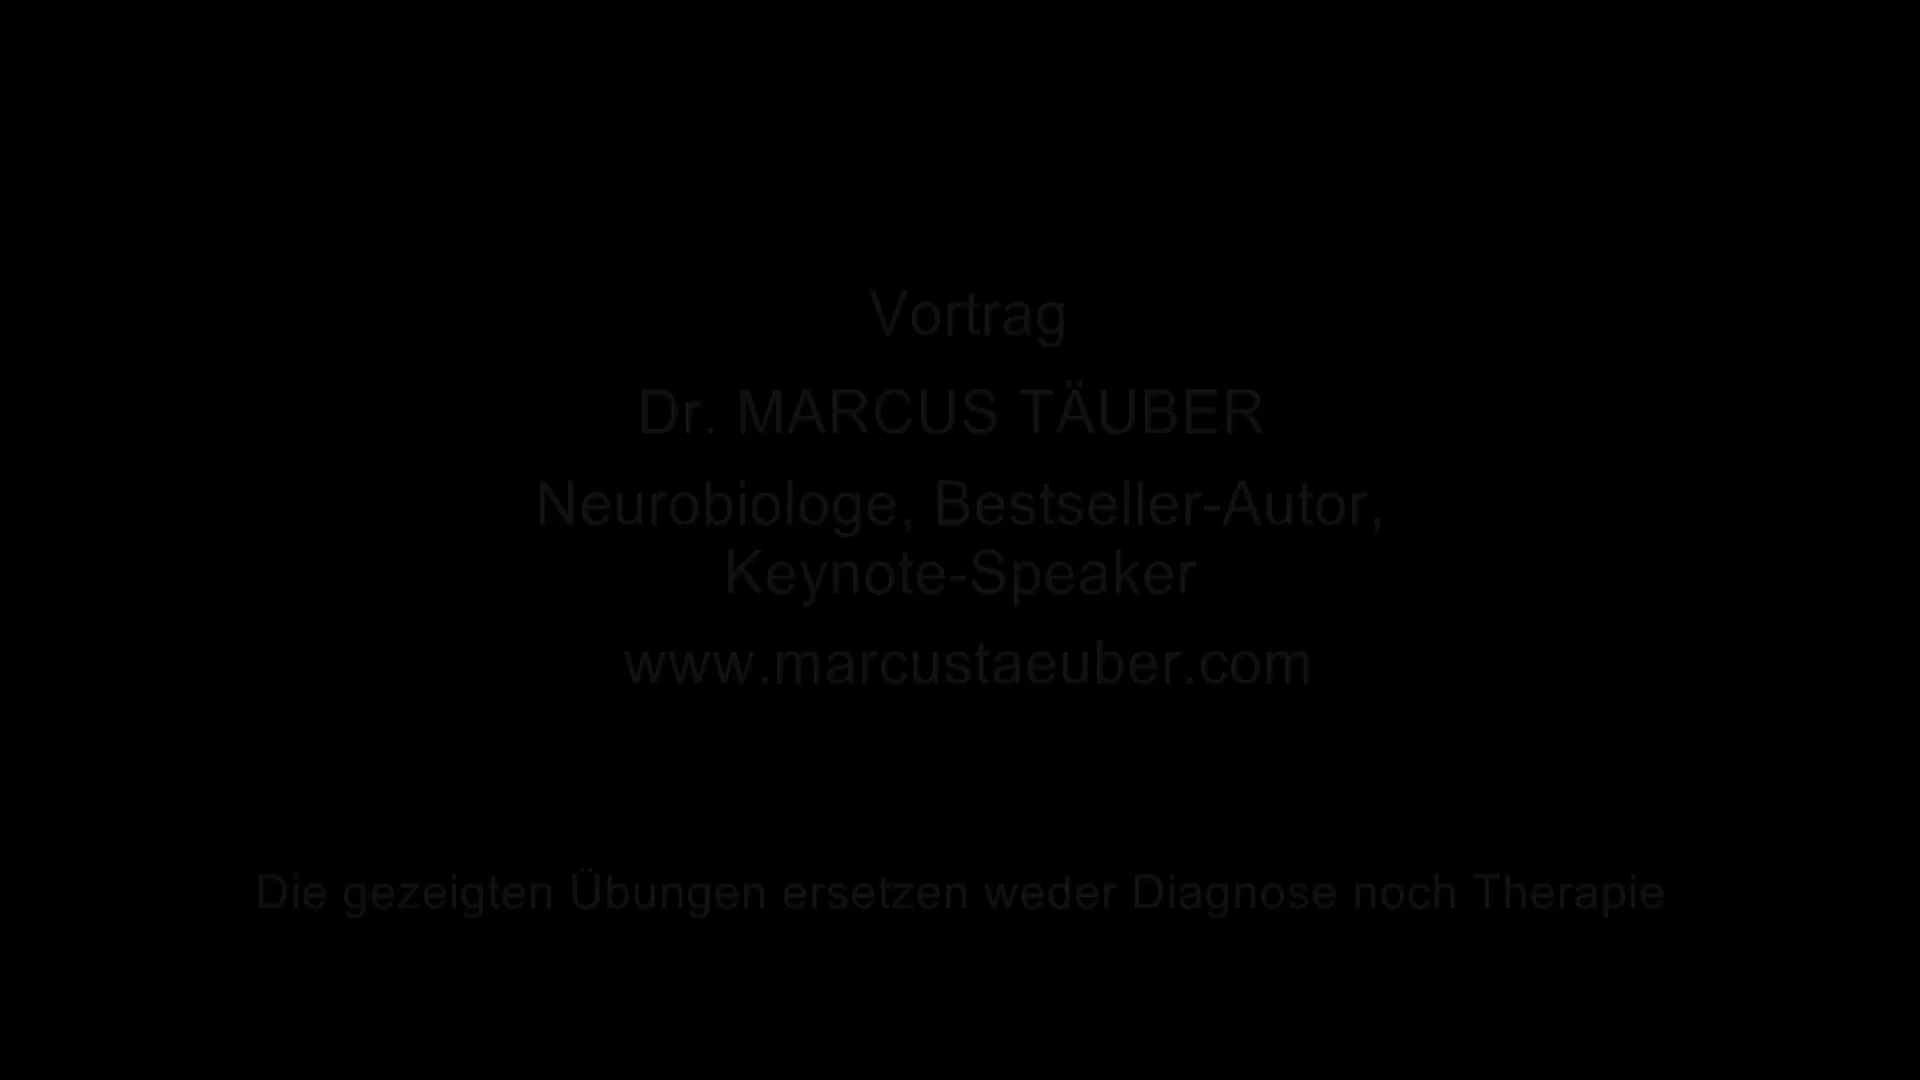 Vortrag
Dr. MARCUS TÄUBER
Neurobiologe, Bestseller-Autor,
Keynote-Speaker
www.marcustaeuber.com
Die gezeigten Übungen ersetzen weder Diagnose noch Therapie